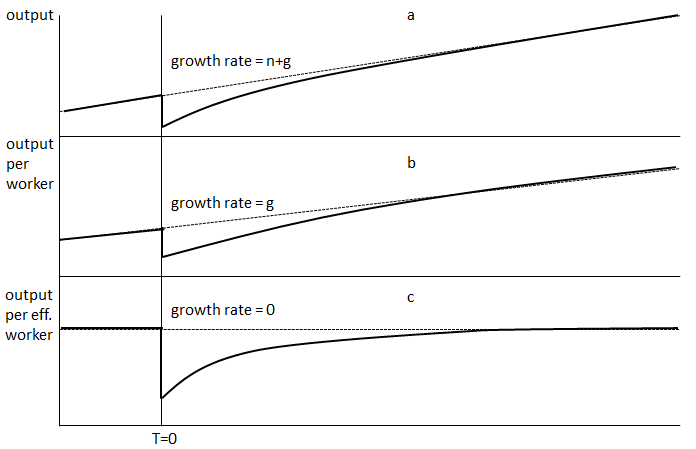 output
a
growth rate = n+g
output
per
worker
b
growth rate = g
output
per eff.
worker
c
growth rate = 0
T=0